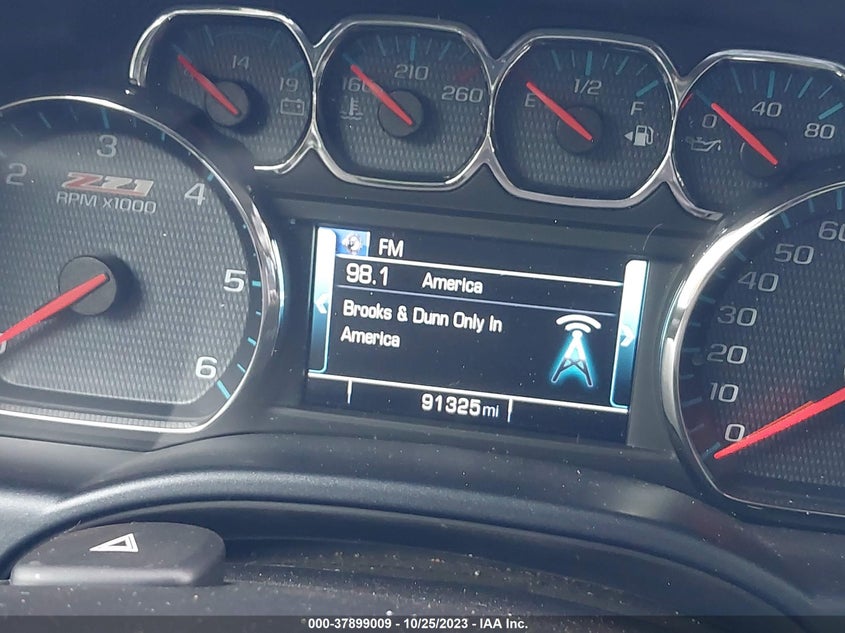 14
19
210
160
260
1/2
E
F
40
0
80
2
3
4
5
6
Z71
RPM X1000
FM
98.1 America
Brooks & Dunn Only In
America
91325 mi
60
50
40
30
20
10
0
000-37899009 - 10/25/2023 - IAA Inc.